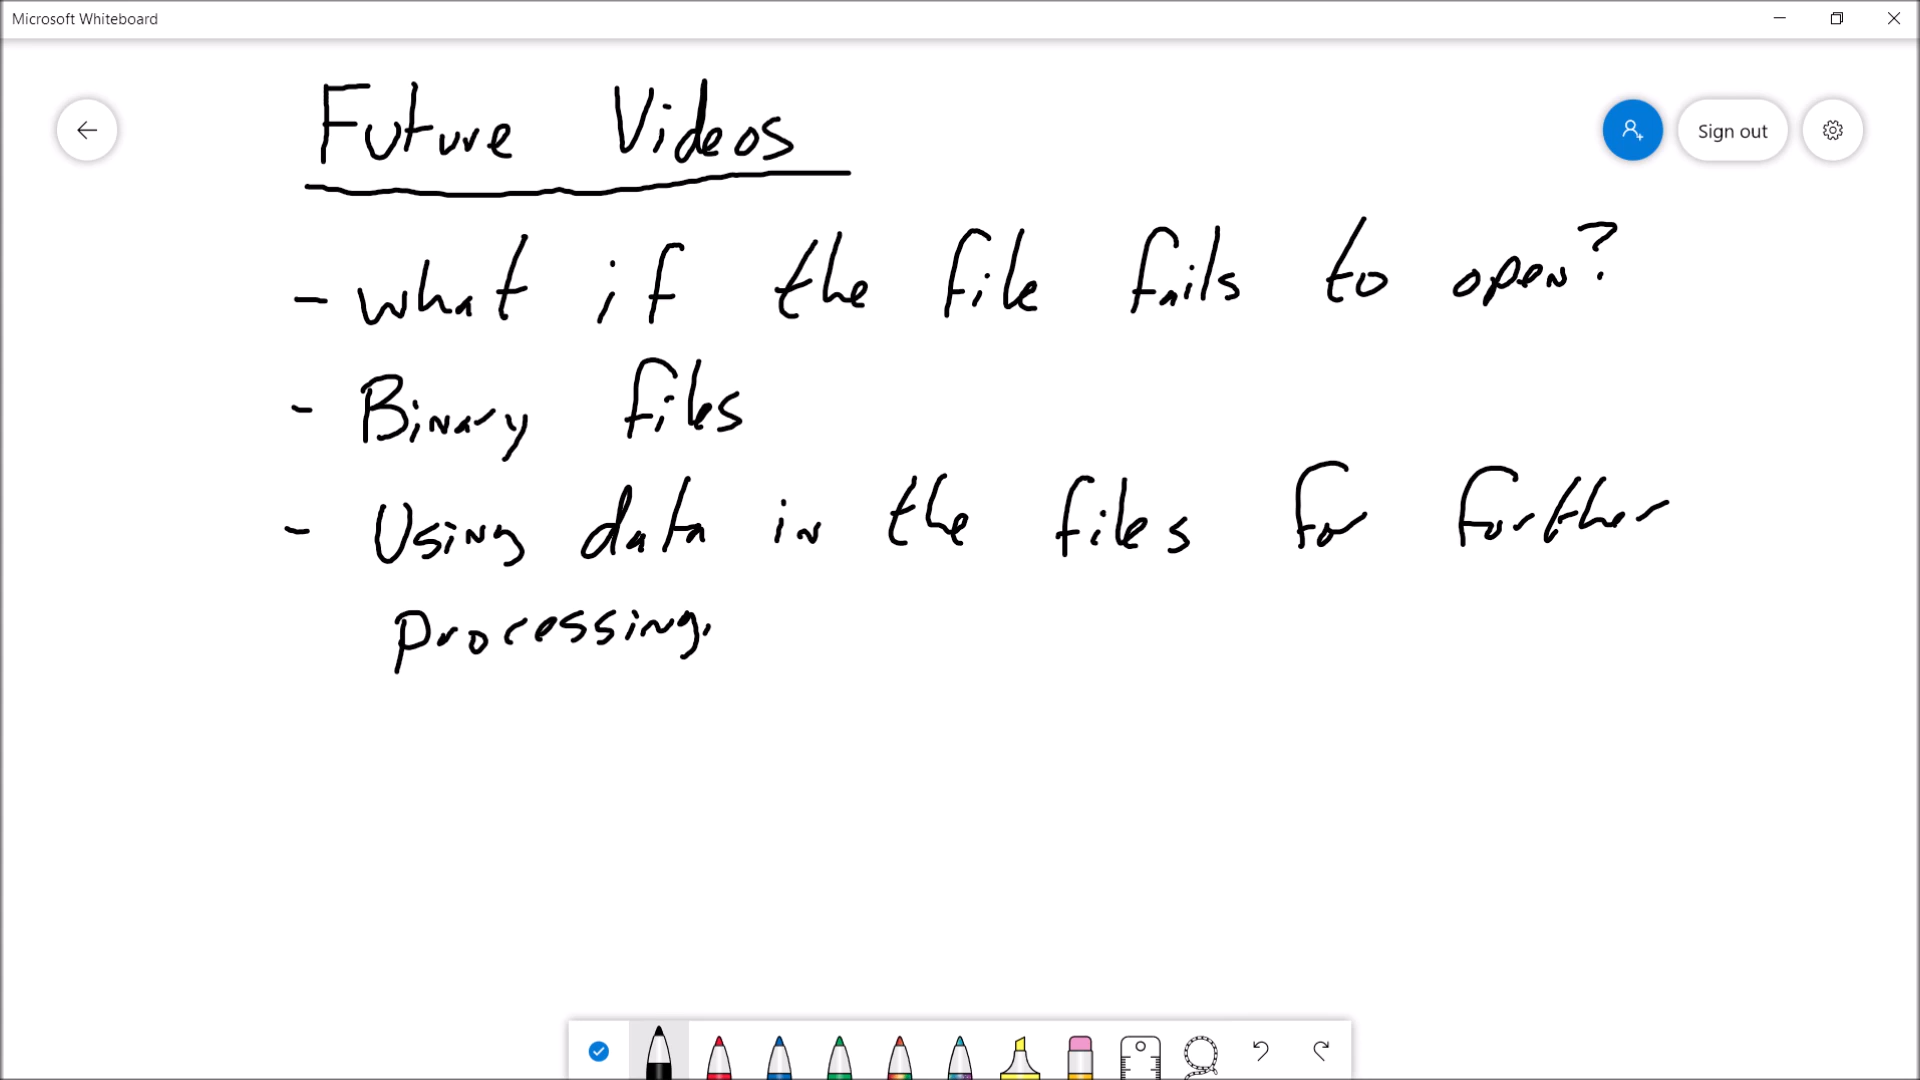 Microsoft Whiteboard
Future Videos
Sign out
- what if the file fails to open?
- Binary files
- Using data in the files for further
processing.